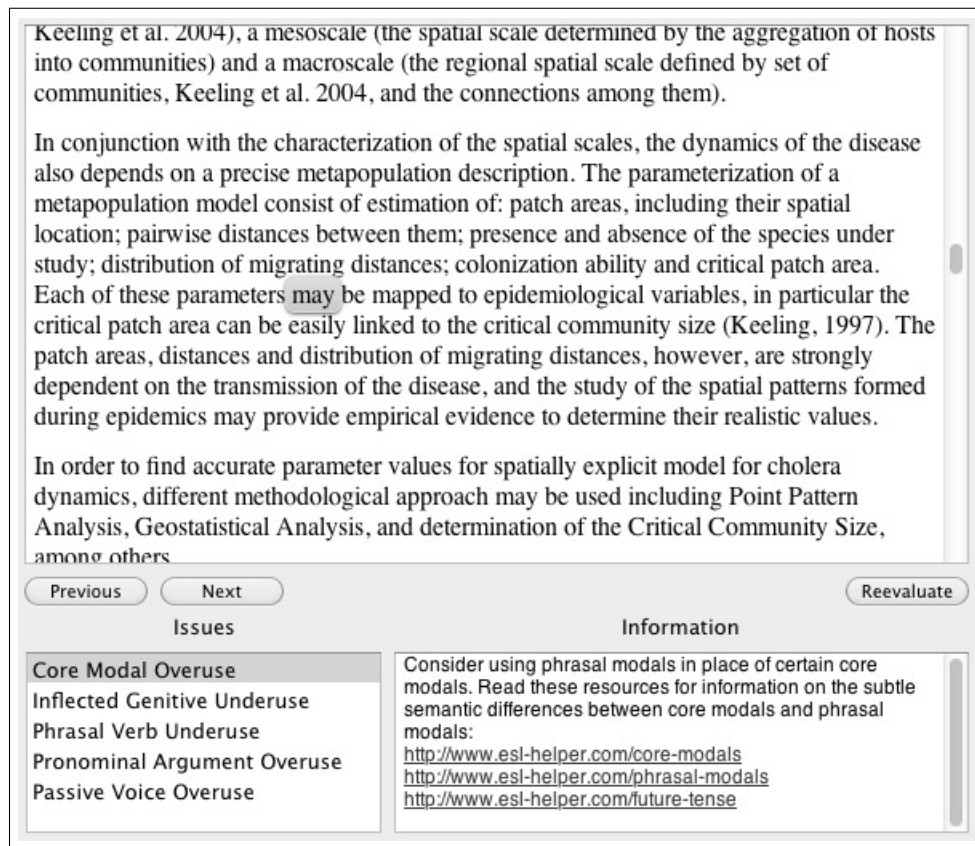 Keeling et al. 2004), a mesoscale (the spatial scale determined by the aggregation of hosts
into communities) and a macroscale (the regional spatial scale defined by set of
communities, Keeling et al. 2004, and the connections among them).
In conjunction with the characterization of the spatial scales, the dynamics of the disease
also depends on a precise metapopulation description. The parameterization of a
metapopulation model consist of estimation of: patch areas, including their spatial
location; pairwise distances between them; presence and absence of the species under
study; distribution of migrating distances; colonization ability and critical patch area.
Each of these parameters may be mapped to epidemiological variables, in particular the
critical patch area can be easily linked to the critical community size (Keeling, 1997). The
patch areas, distances and distribution of migrating distances, however, are strongly
dependent on the transmission of the disease, and the study of the spatial patterns formed
during epidemics may provide empirical evidence to determine their realistic values.
In order to find accurate parameter values for spatially explicit model for cholera
dynamics, different methodological approach may be used including Point Pattern
Analysis, Geostatistical Analysis, and determination of the Critical Community Size,
among others
Previous
Next
Reevaluate
Issues
Core Modal Overuse
Inflected Genitive Underuse
Phrasal Verb Underuse
Pronominal Argument Overuse
Passive Voice Overuse
Information
Consider using phrasal modals in place of certain core
modals. Read these resources for information on the subtle
semantic differences between core modals and phrasal
modals:
http://www.esl-helper.com/core-modals
http://www.esl-helper.com/phrasal-modals
http://www.esl-helper.com/future-tense